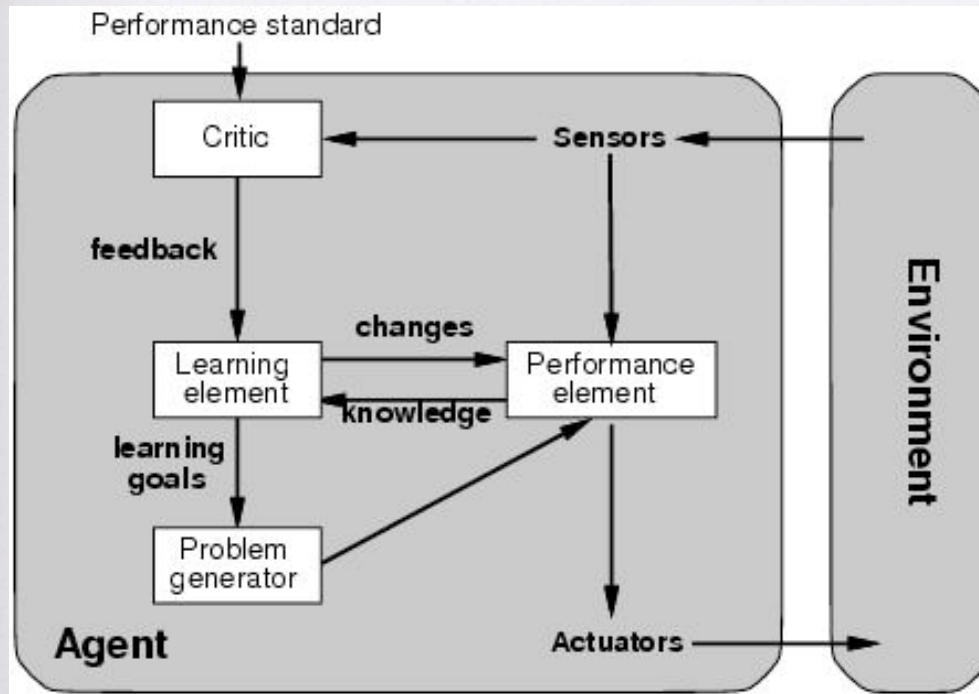 Performance standard
Critic
Sensors
feedback
changes
Learning
element
Performance
element
knowledge
learning
goals
Problem
generator
Agent
Actuators
Environment